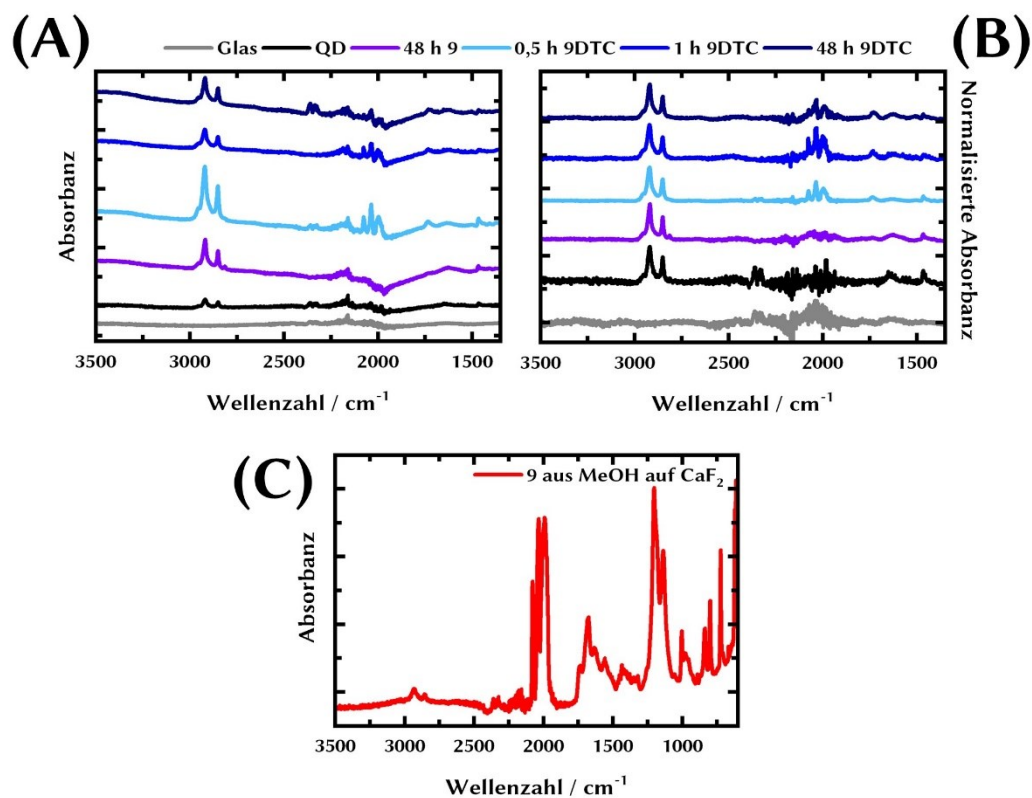 (A)
(B)
Glas QD 48 h 9 0,5 h 9DTC 1 h 9DTC 48 h 9DTC
Absorbanz
3500 3000 2500 2000 1500
Wellenzahl / cm⁻¹
3500 3000 2500 2000 1500
Wellenzahl / cm⁻¹
Normalisierte Absorbanz
(C)
9 aus MeOH auf CaF₂
Absorbanz
3500 3000 2500 2000 1500 1000
Wellenzahl / cm⁻¹